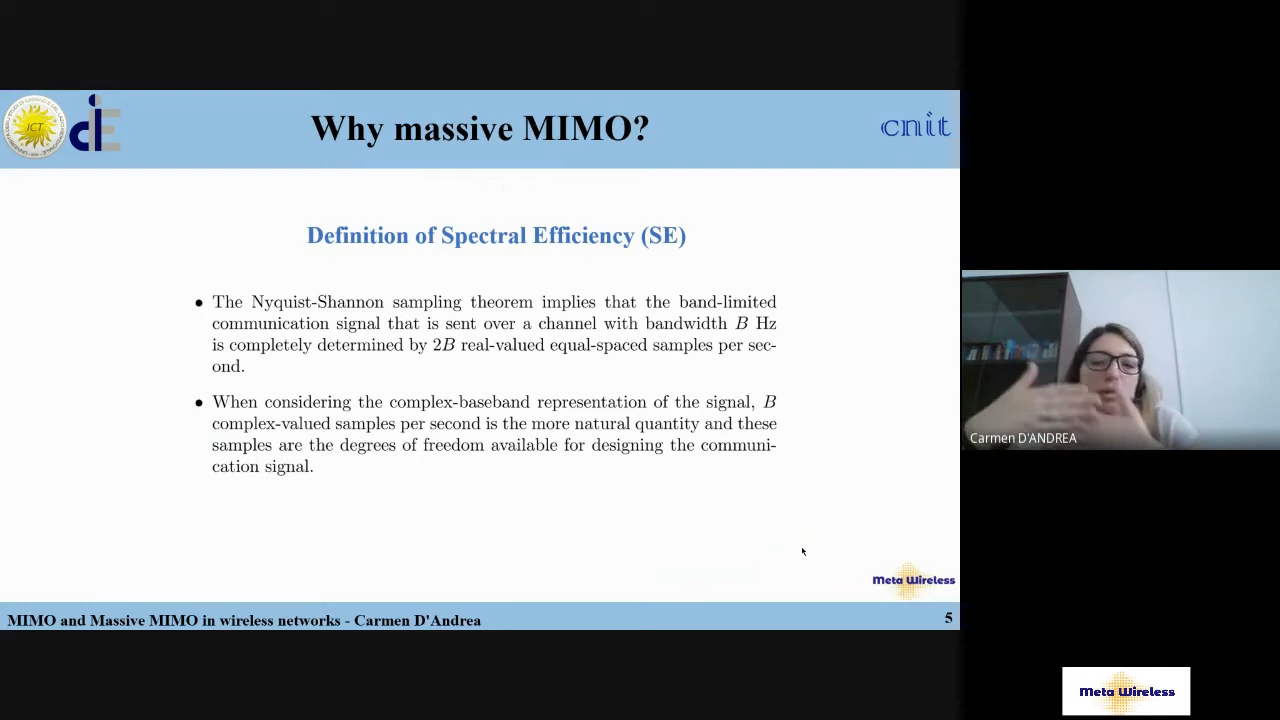 ICT
diE
Why massive MIMO?
cnit
Definition of Spectral Efficiency (SE)
• The Nyquist-Shannon sampling theorem implies that the band-limited
communication signal that is sent over a channel with bandwidth B Hz
is completely determined by 2B real-valued equal-spaced samples per sec-
ond.
• When considering the complex-baseband representation of the signal, B
complex-valued samples per second is the more natural quantity and these
samples are the degrees of freedom available for designing the communi-
cation signal.
Meta Wireless
MIMO and Massive MIMO in wireless networks - Carmen D'Andrea
5
Carmen D'ANDREA
Meta Wireless